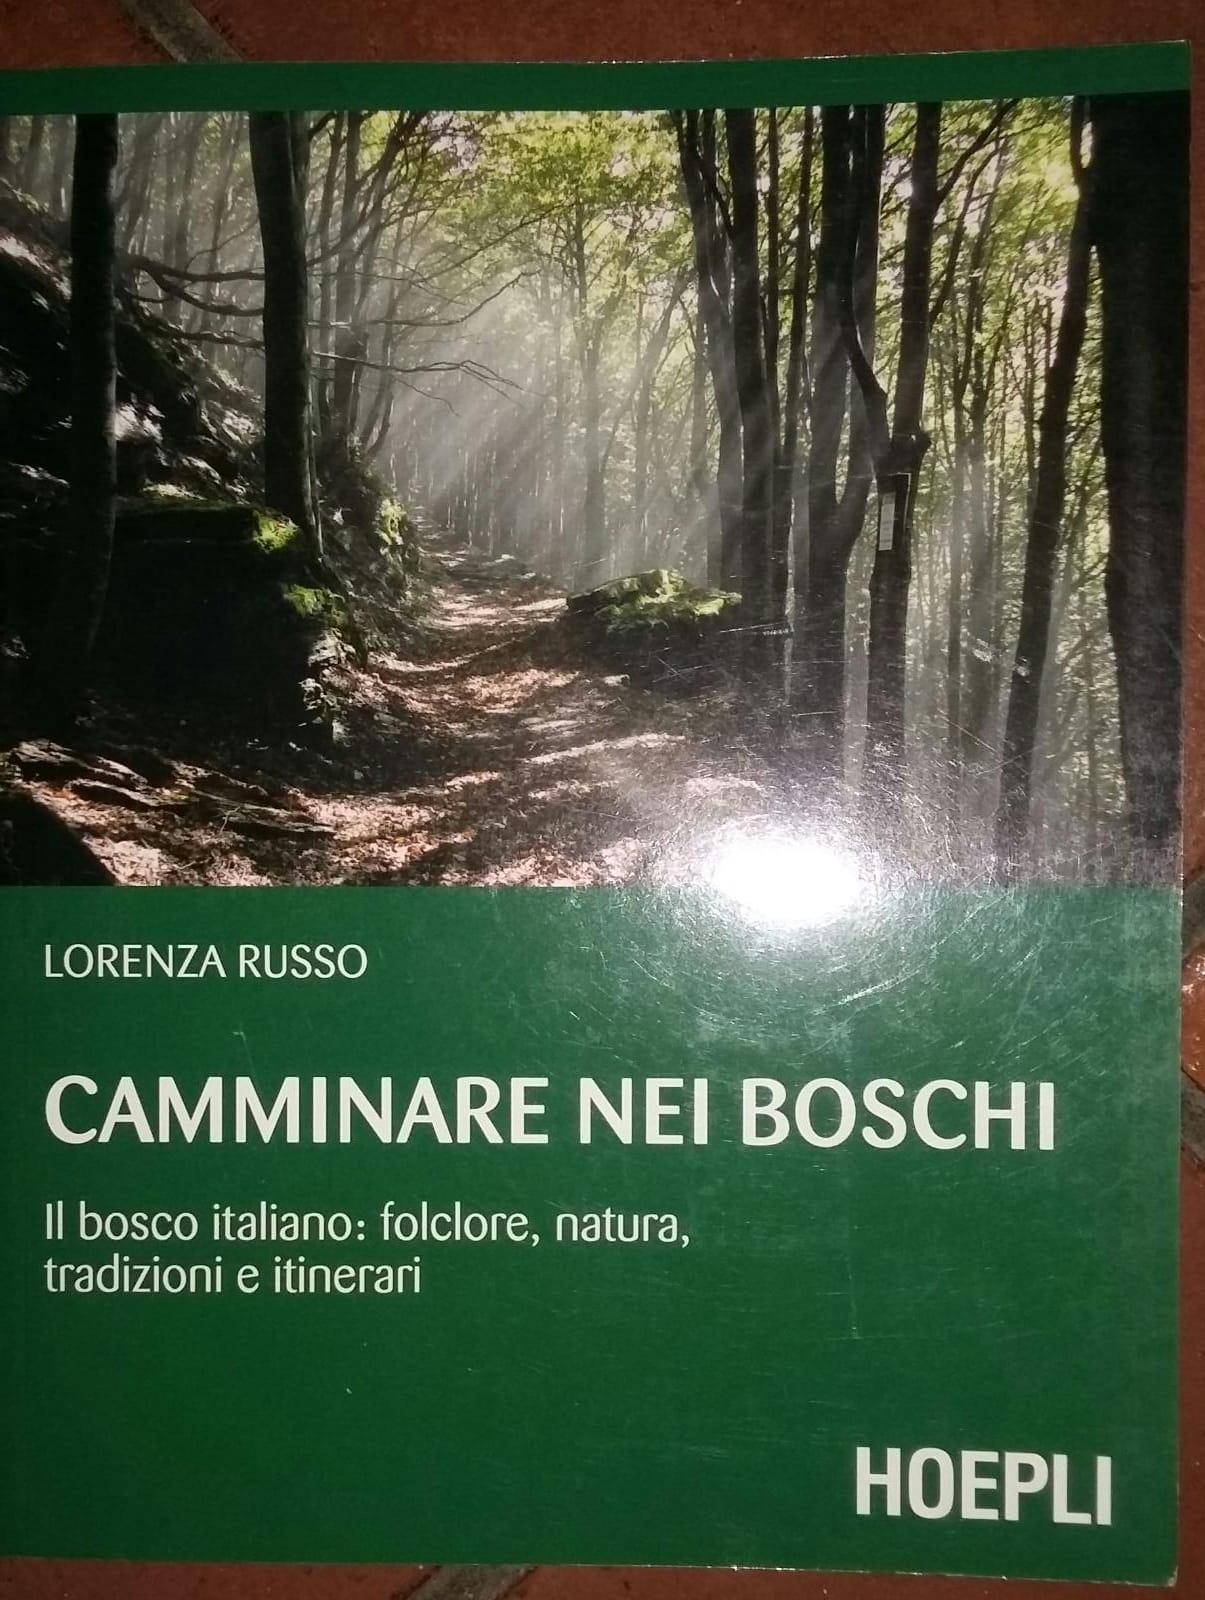 LORENZA RUSSO
CAMMINARE NEI BOSCHI
Il bosco italiano: folclore, natura,
tradizioni e itinerari
HOEPLI